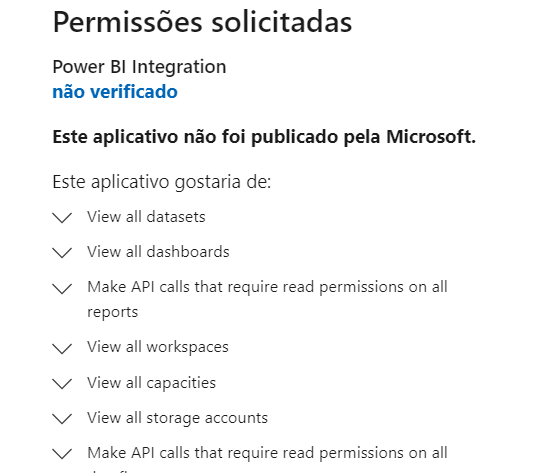 Permissões solicitadas
Power BI Integration
não verificado
Este aplicativo não foi publicado pela Microsoft.
Este aplicativo gostaria de:
View all datasets
View all dashboards
Make API calls that require read permissions on all
reports
View all workspaces
View all capacities
View all storage accounts
Make API calls that require read permissions on all